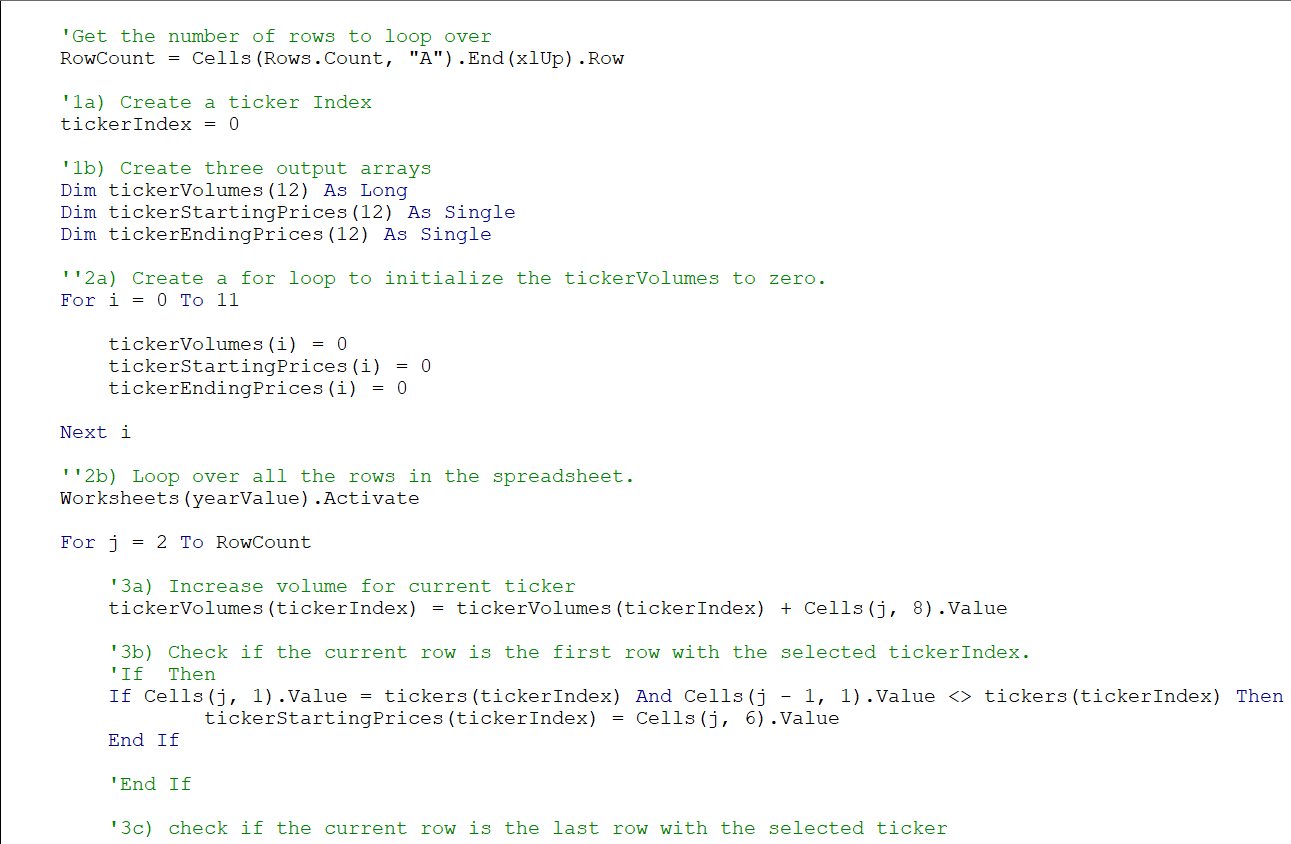 'Get the number of rows to loop over
RowCount = Cells(Rows.Count, "A").End(xlUp).Row
'1a) Create a ticker Index
tickerIndex = 0
'1b) Create three output arrays
Dim tickerVolumes(12) As Long
Dim tickerStartingPrices(12) As Single
Dim tickerEndingPrices(12) As Single
''2a) Create a for loop to initialize the tickerVolumes to zero.
For i = 0 To 11
tickerVolumes(i) = 0
tickerStartingPrices(i) = 0
tickerEndingPrices(i) = 0
Next i
''2b) Loop over all the rows in the spreadsheet.
Worksheets(yearValue).Activate
For j = 2 To RowCount
'3a) Increase volume for current ticker
tickerVolumes(tickerIndex) = tickerVolumes(tickerIndex) + Cells(j, 8).Value
'3b) Check if the current row is the first row with the selected tickerIndex.
'If  Then
If Cells(j, 1).Value = tickers(tickerIndex) And Cells(j - 1, 1).Value <> tickers(tickerIndex) Then
tickerStartingPrices(tickerIndex) = Cells(j, 6).Value
End If
'End If
'3c) check if the current row is the last row with the selected ticker